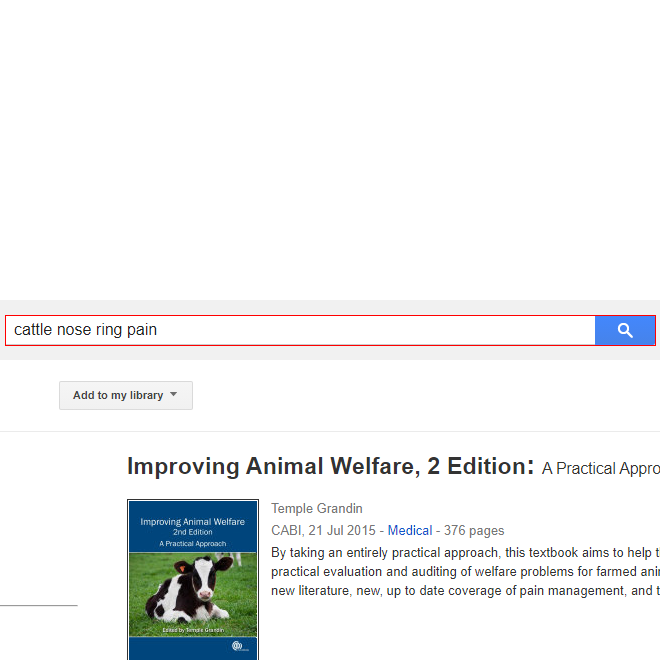 cattle nose ring pain
Add to my library
Improving Animal Welfare, 2 Edition: A Practical Appro
Temple Grandin
CABI, 21 Jul 2015 - Medical - 376 pages
By taking an entirely practical approach, this textbook aims to help t
practical evaluation and auditing of welfare problems for farmed ani
new literature, new, up to date coverage of pain management, and t
Improving Animal Welfare
2nd Edition
A Practical Approach
Edited by Temple Grandin